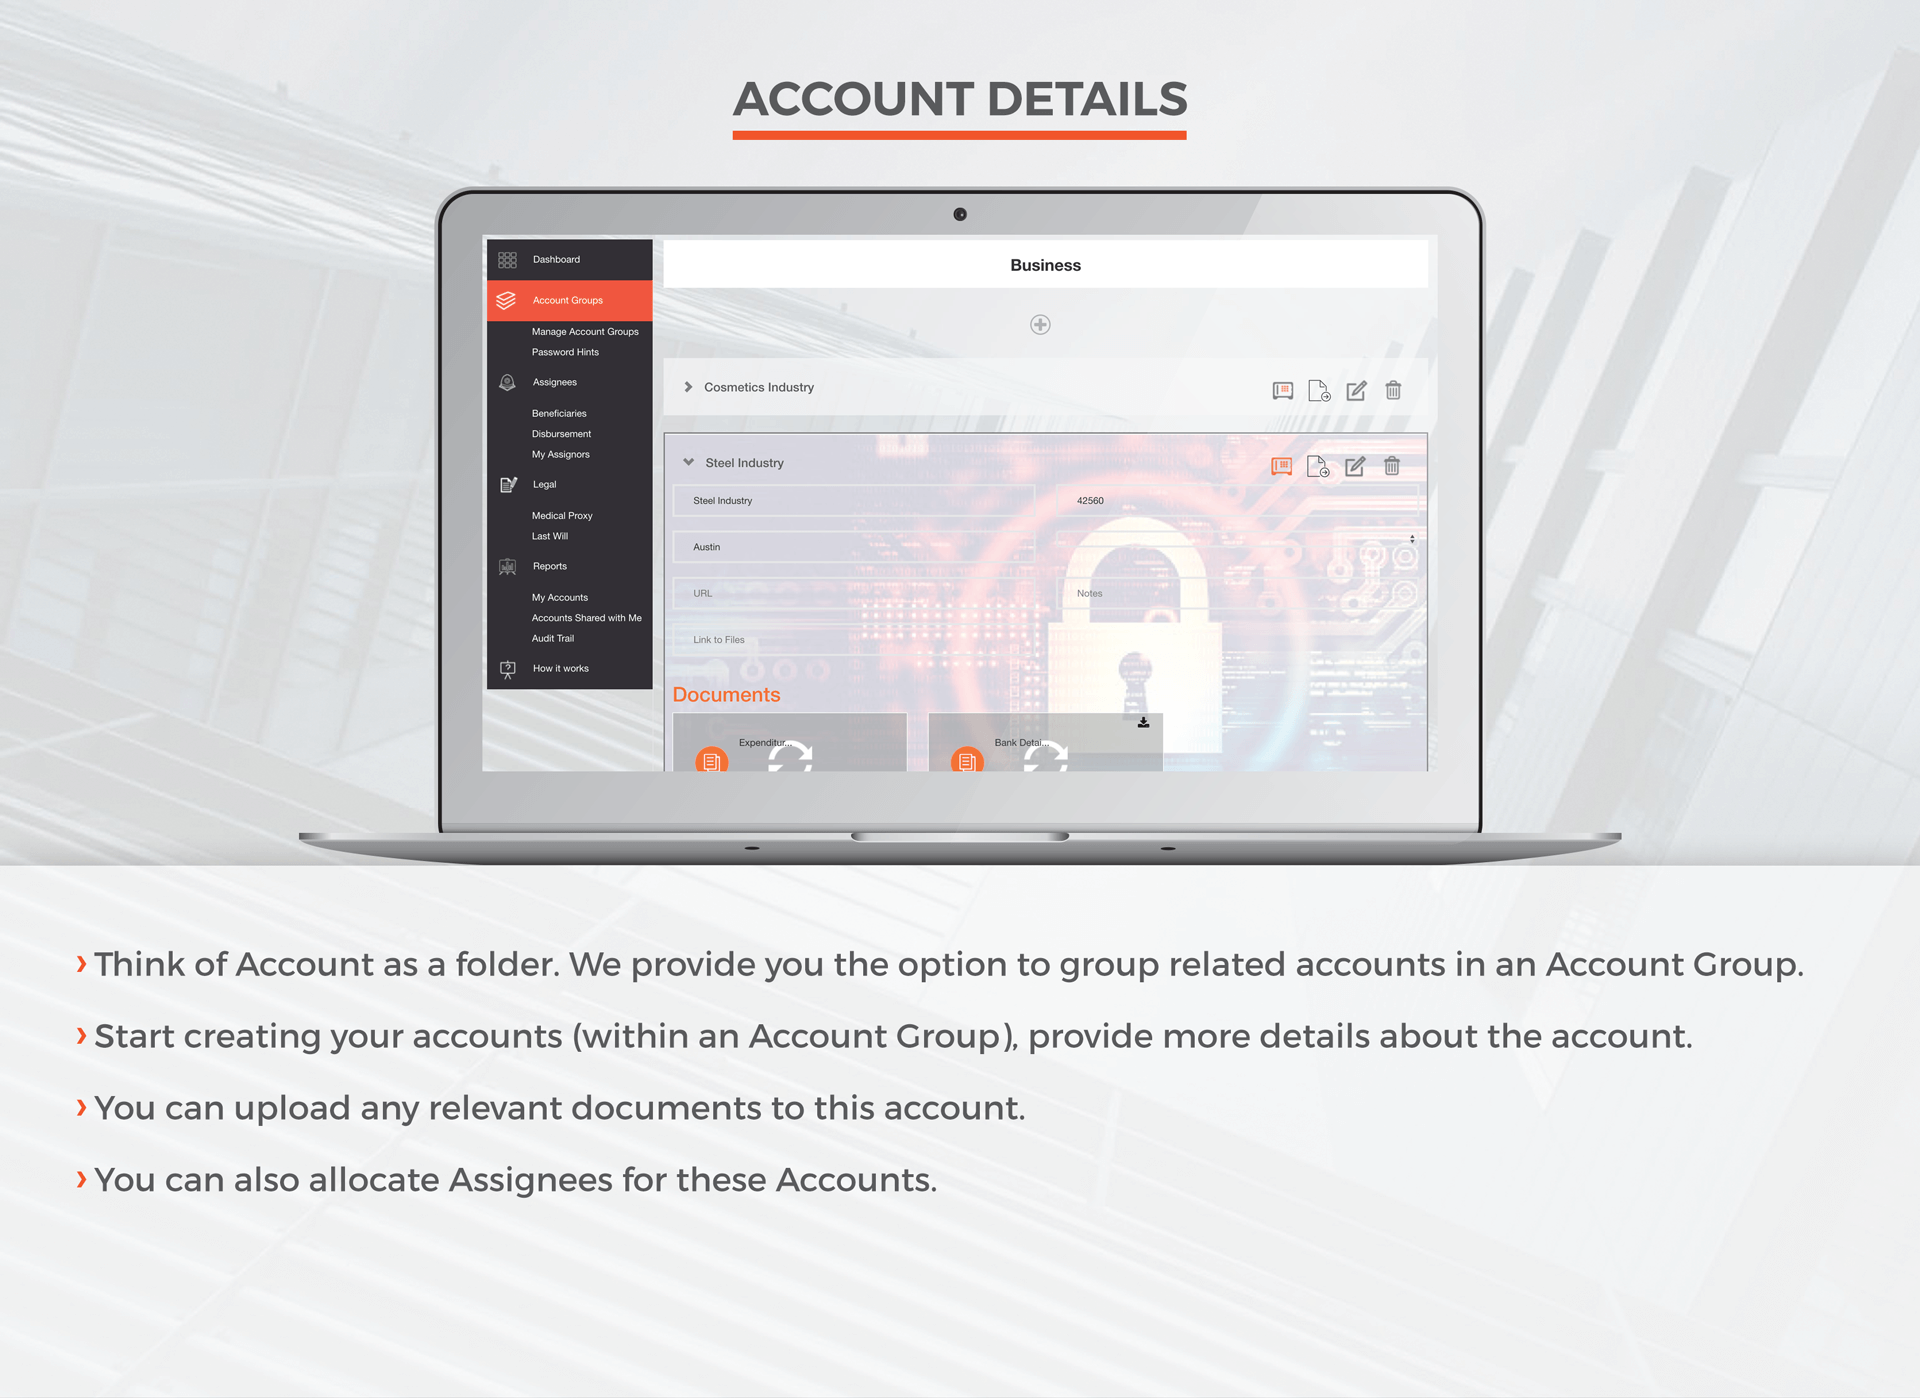 ACCOUNT DETAILS
Dashboard
Account Groups
Manage Account Groups
Password Hints
Assignees
Beneficiaries
Disbursement
My Assignors
Legal
Medical Proxy
Last Will
Reports
My Accounts
Accounts Shared with Me
Audit Trail
How it works
Business
Cosmetics Industry
Steel Industry
Steel Industry
42560
Austin
URL
Notes
Link to Files
Documents
Expenditur...
Bank Detai...
› Think of Account as a folder. We provide you the option to group related accounts in an Account Group.
› Start creating your accounts (within an Account Group), provide more details about the account.
› You can upload any relevant documents to this account.
› You can also allocate Assignees for these Accounts.